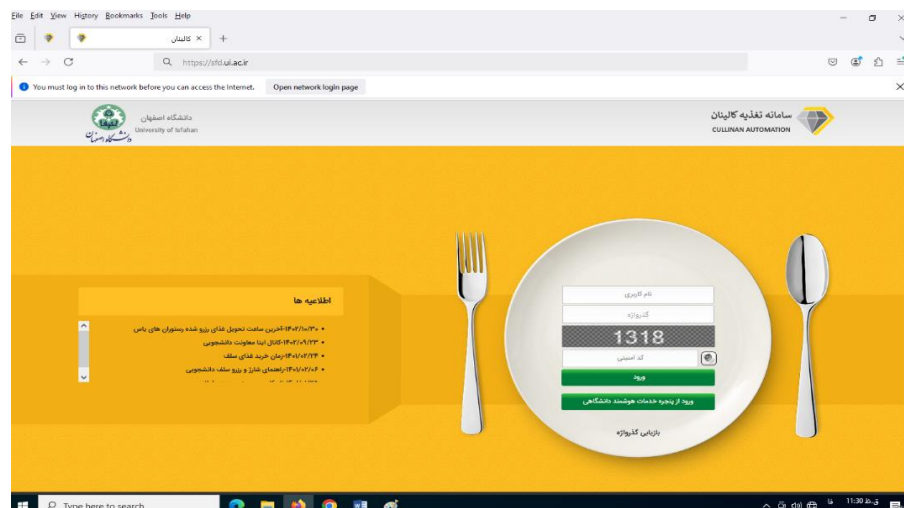 File Edit View History Bookmarks Tools Help
کالینان
https://sfd.ui.ac.ir
You must log in to this network before you can access the Internet. Open network login page
دانشگاه اصفهان
University of Isfahan
دانشگاه اصفهان
سامانه تغذیه کالینان
CULLINAN AUTOMATION
اطلاعیه ها
۱۴۰۲/۱۰/۳۰-آخرین ساعت تحویل غذای رزرو شده رستوران های یاس
۱۴۰۲/۰۹/۲۳-کانال ایتا معاونت دانشجویی
۱۴۰۱/۰۲/۲۴-زمان خرید غذای سلف
۱۴۰۱/۰۲/۰۶-راهنمای شارژ و رزرو سلف دانشجویی
نام کاربری
گذرواژه
1318
کد امنیتی
ورود
ورود از پنجره خدمات هوشمند دانشگاهی
بازیابی گذرواژه
Type here to search
فا
11:30 ق.ظ